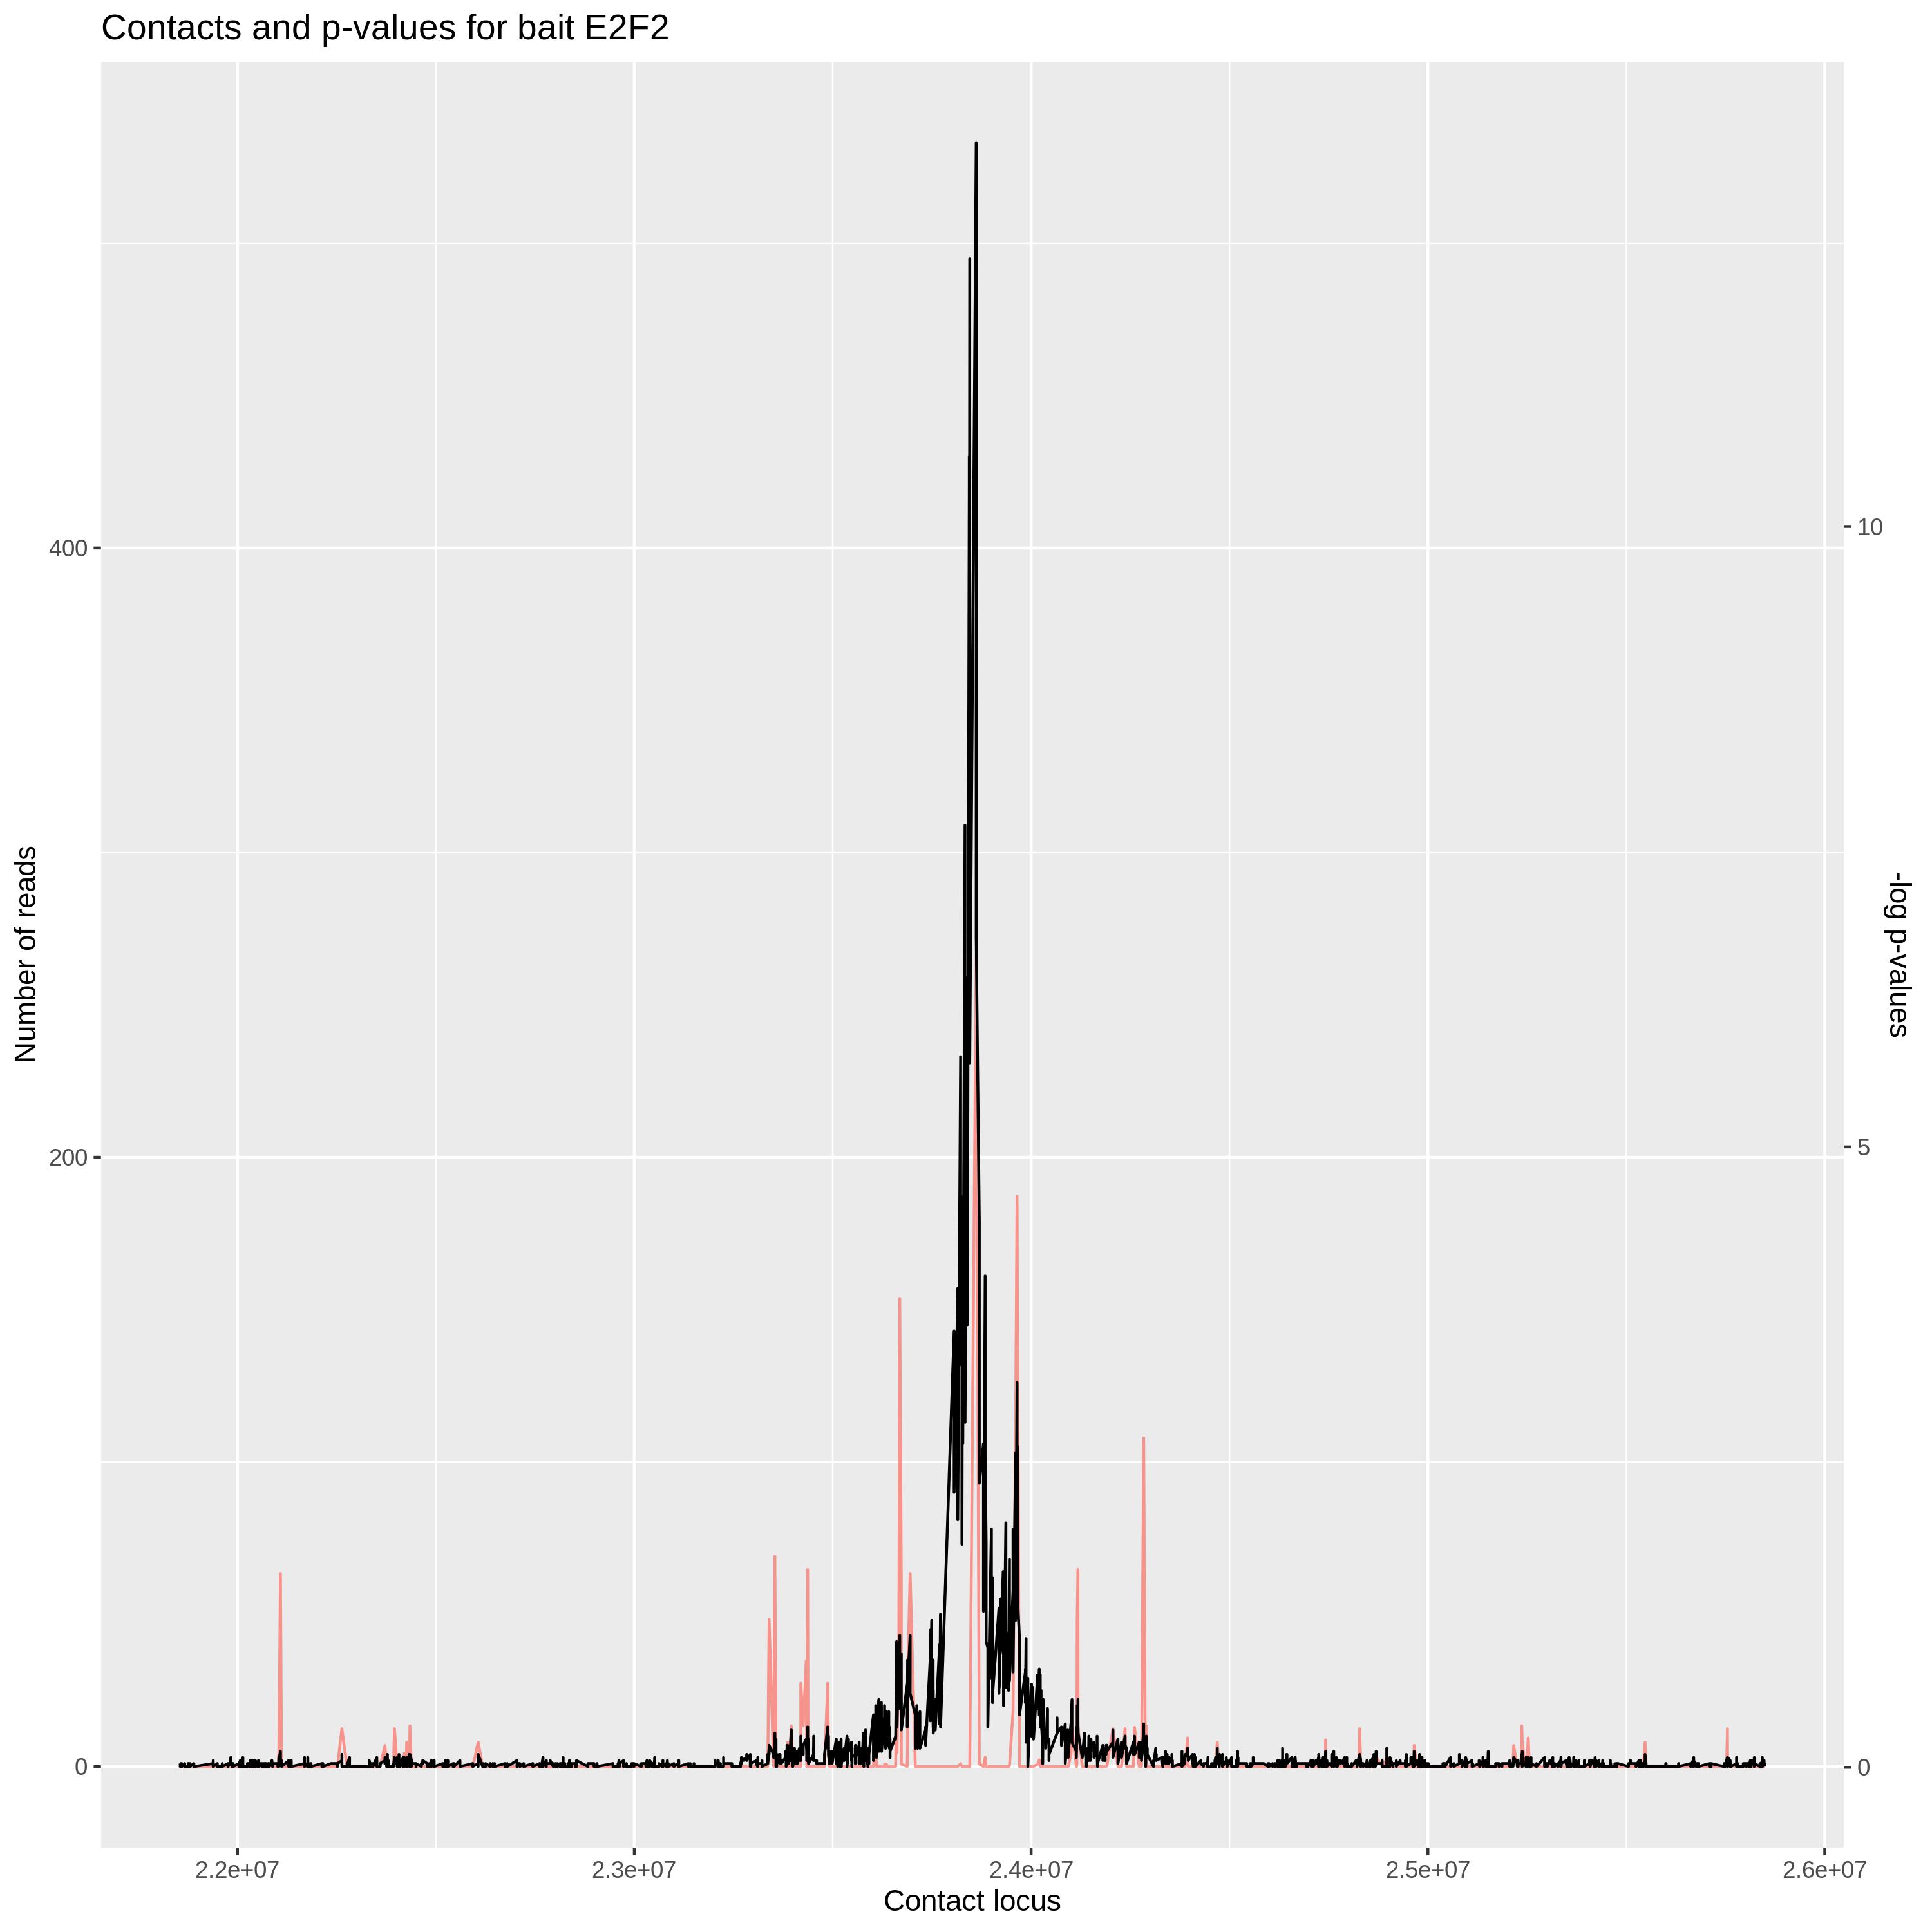 Contacts and p-values for bait E2F2
Number of reads
400
200
0
10
5
0
-log p-values
2.2e+07
2.3e+07
2.4e+07
2.5e+07
2.6e+07
Contact locus